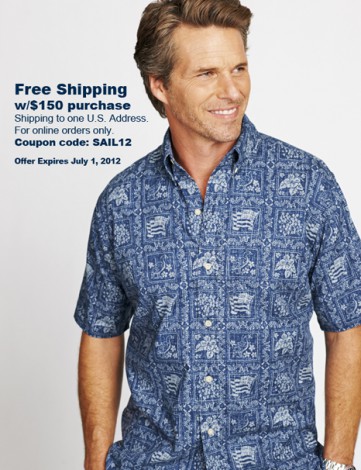 Free Shipping
w/$150 purchase
Shipping to one U.S. Address.
For online orders only.
Coupon code: SAIL12
Offer Expires July 1, 2012